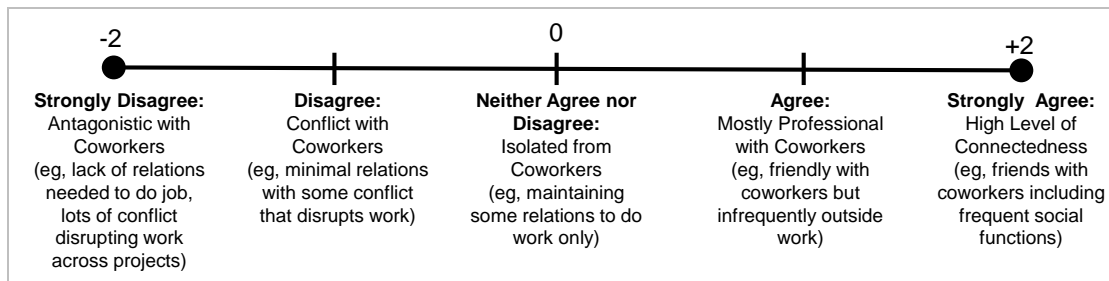 -2
0
+2
Strongly Disagree:
Antagonistic with
Coworkers
(eg, lack of relations
needed to do job,
lots of conflict
disrupting work
across projects)
Disagree:
Conflict with
Coworkers
(eg, minimal relations
with some conflict
that disrupts work)
Neither Agree nor
Disagree:
Isolated from
Coworkers
(eg, maintaining
some relations to do
work only)
Agree:
Mostly Professional
with Coworkers
(eg, friendly with
coworkers but
infrequently outside
work)
Strongly Agree:
High Level of
Connectedness
(eg, friends with
coworkers including
frequent social
functions)